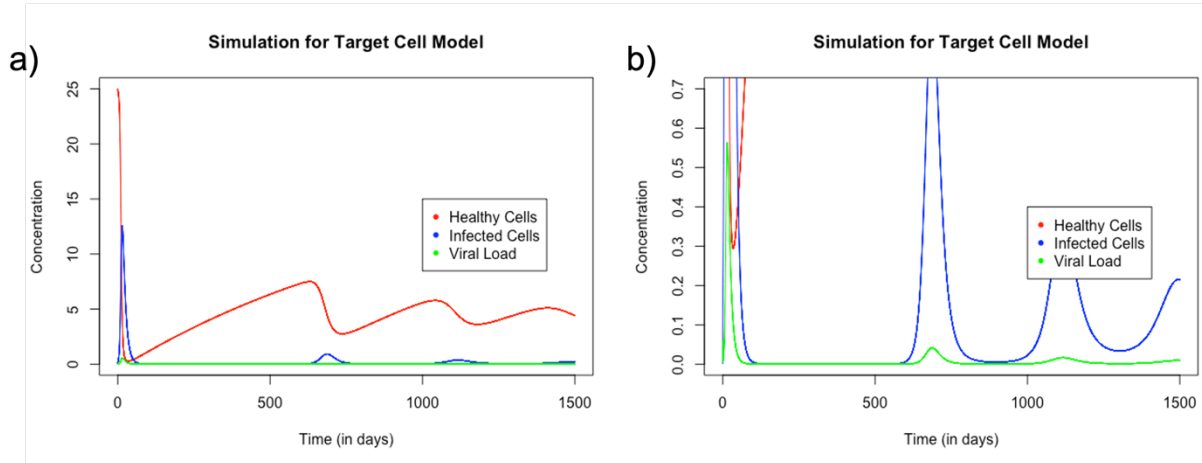 a)
Simulation for Target Cell Model
Concentration
25
20
15
10
5
0
Healthy Cells
Infected Cells
Viral Load
0
500
1000
1500
Time (in days)
b)
Simulation for Target Cell Model
Concentration
0.7
0.6
0.5
0.4
0.3
0.2
0.1
0.0
Healthy Cells
Infected Cells
Viral Load
0
500
1000
1500
Time (in days)